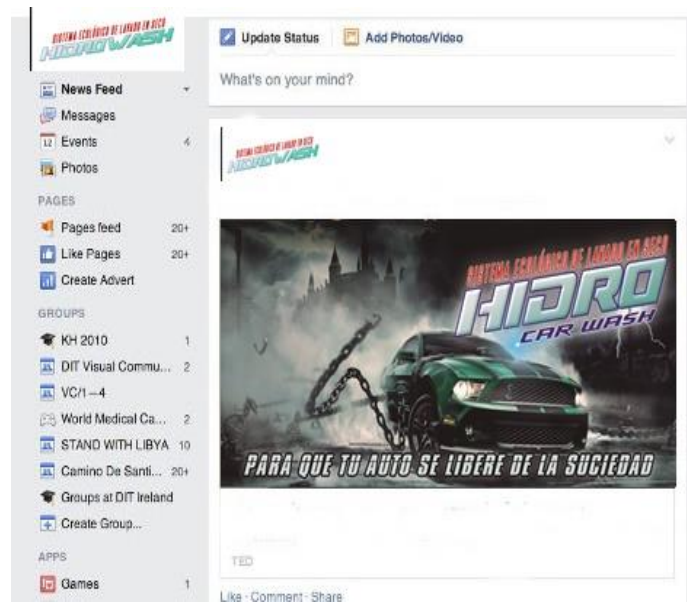 SISTEMA ECOLÓGICO DE LAVADO EN SECO
HIDROWASH
News Feed
Messages
Events 4
Photos
PAGES
Pages feed 20+
Like Pages 20+
Create Advert
GROUPS
KH 2010 1
DIT Visual Commu... 2
VC/1—4
World Medical Ca... 2
STAND WITH LIBYA 10
Camino De Santi... 20+
Groups at DIT Ireland
Create Group...
APPS
Games 1
Update Status Add Photos/Video
What's on your mind?
SISTEMA ECOLÓGICO DE LAVADO EN SECO
HIDROWASH
SISTEMA ECOLÓGICO DE LAVADO EN SECO
HIDRO
CAR WASH
PARA QUE TU AUTO SE LIBERE DE LA SUCIEDAD
TED
Like · Comment · Share